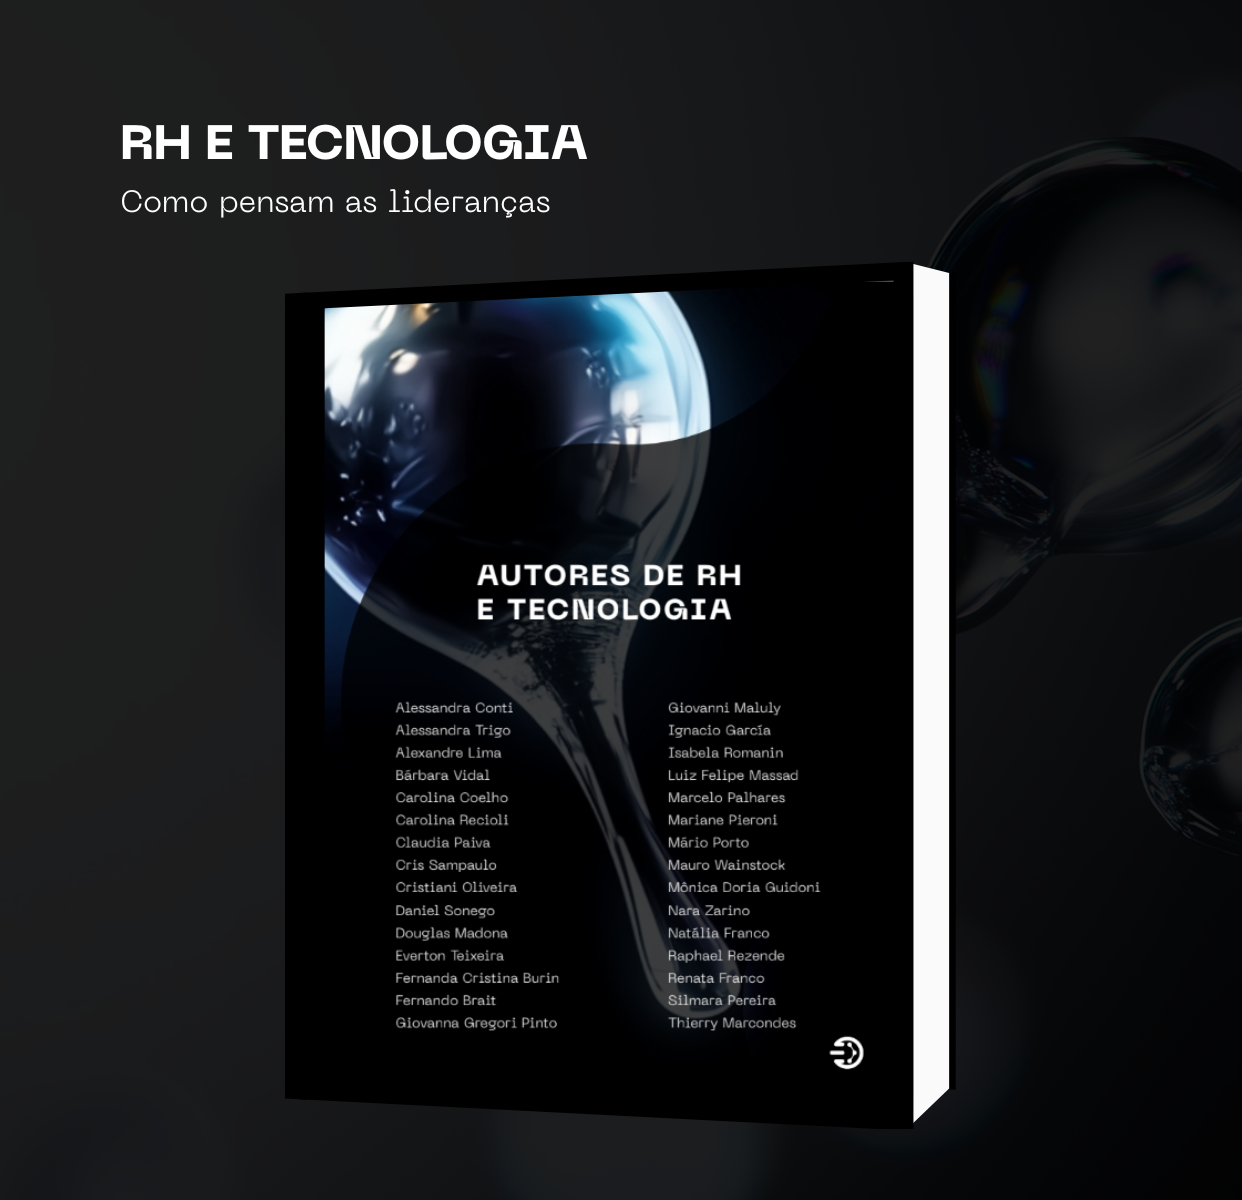 RH E TECNOLOGIA
Como pensam as lideranças
AUTORES DE RH
E TECNOLOGIA
Alessandra Conti
Alessandra Trigo
Alexandre Lima
Bárbara Vidal
Carolina Coelho
Carolina Recioli
Claudia Paiva
Cris Sampaulo
Cristiani Oliveira
Daniel Sonego
Douglas Madona
Everton Teixeira
Fernanda Cristina Burin
Fernando Brait
Giovanna Gregori Pinto
Giovanni Maluly
Ignacio García
Isabela Romanin
Luiz Felipe Massad
Marcelo Palhares
Mariane Pieroni
Mário Porto
Mauro Wainstock
Mônica Doria Guidoni
Nara Zarino
Natália Franco
Raphael Rezende
Renata Franco
Silmara Pereira
Thierry Marcondes